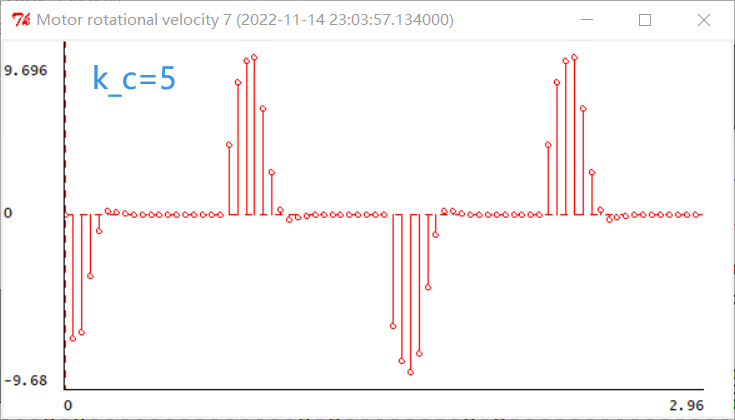 Motor rotational velocity 7 (2022-11-14 23:03:57.134000)
9.696
k_c=5
0
-9.68
0
2.96